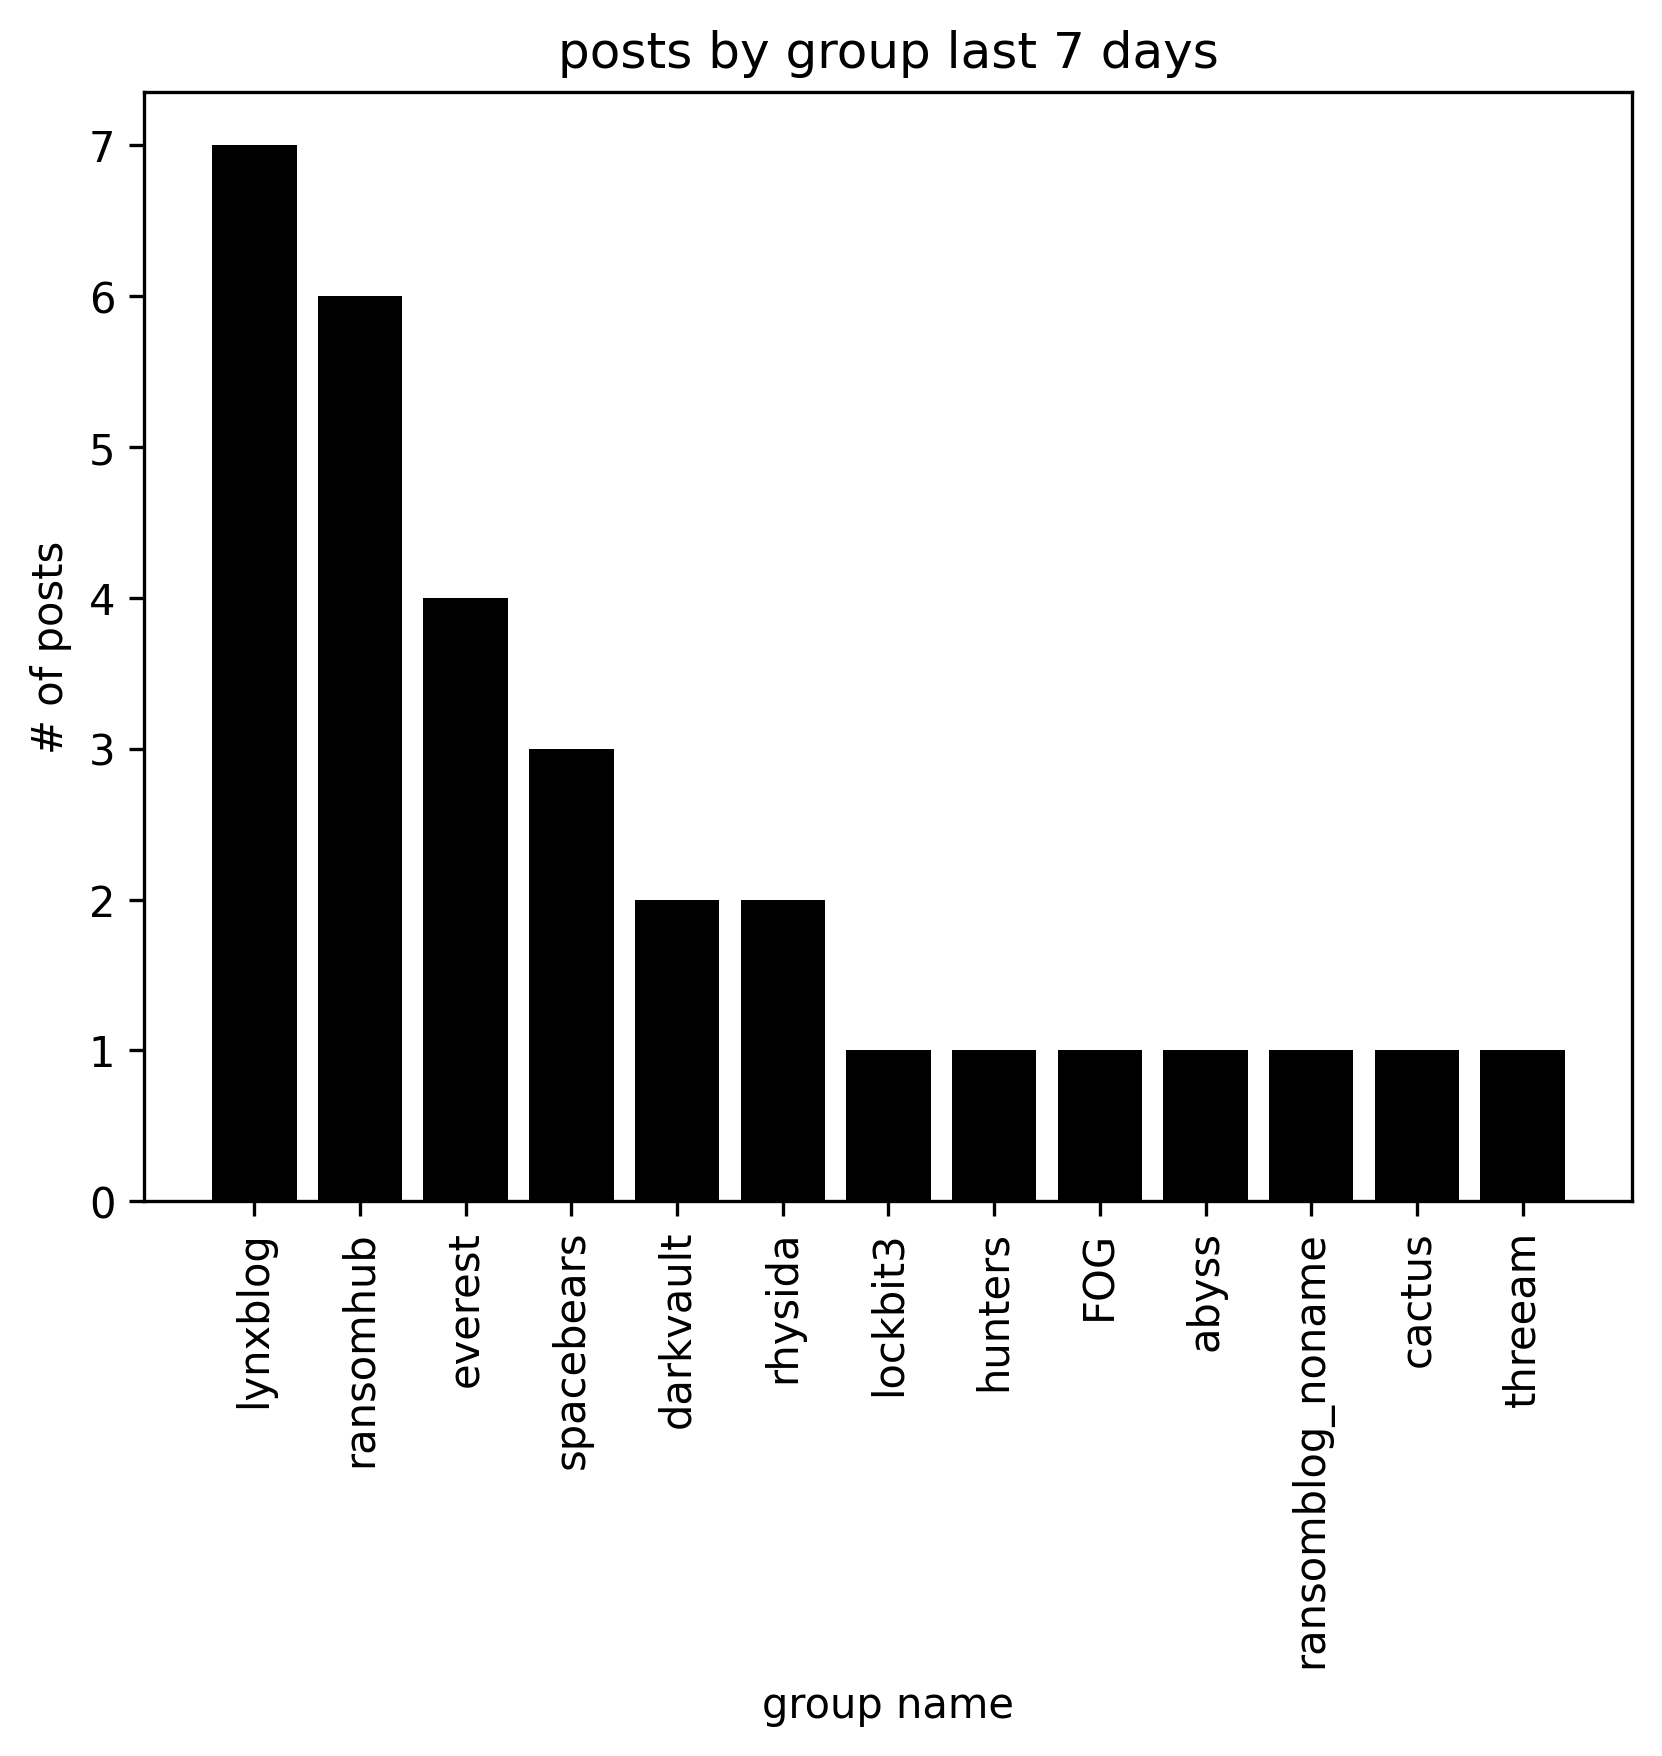 posts by group last 7 days
# of posts
7
6
5
4
3
2
1
0
lynxblog
ransomhub
everest
spacebears
darkvault
rhysida
lockbit3
hunters
FOG
abyss
ransomblog_noname
cactus
threeam
group name